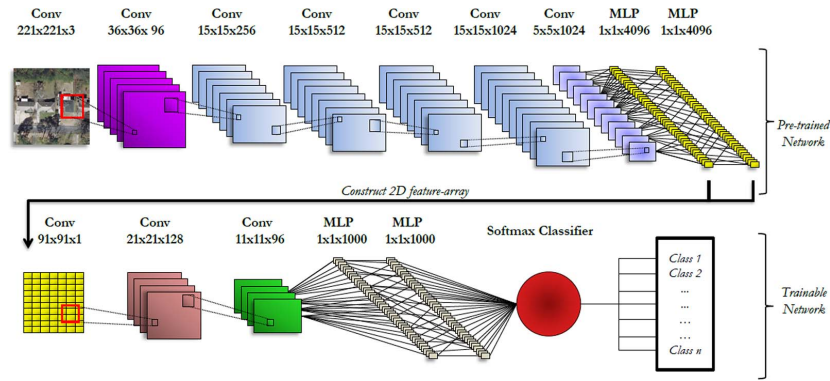 Conv Conv Conv Conv Conv Conv Conv MLP MLP
221x221x3 36x36x 96 15x15x256 15x15x512 15x15x512 15x15x1024 5x5x1024 1x1x4096 1x1x4096
Pre-trained
Network
Construct 2D feature-array
Conv Conv Conv MLP MLP Softmax Classifier
91x91x1 21x21x128 11x11x96 1x1x1000 1x1x1000
Class 1
Class 2
...
...
...
...
Class n
Trainable
Network